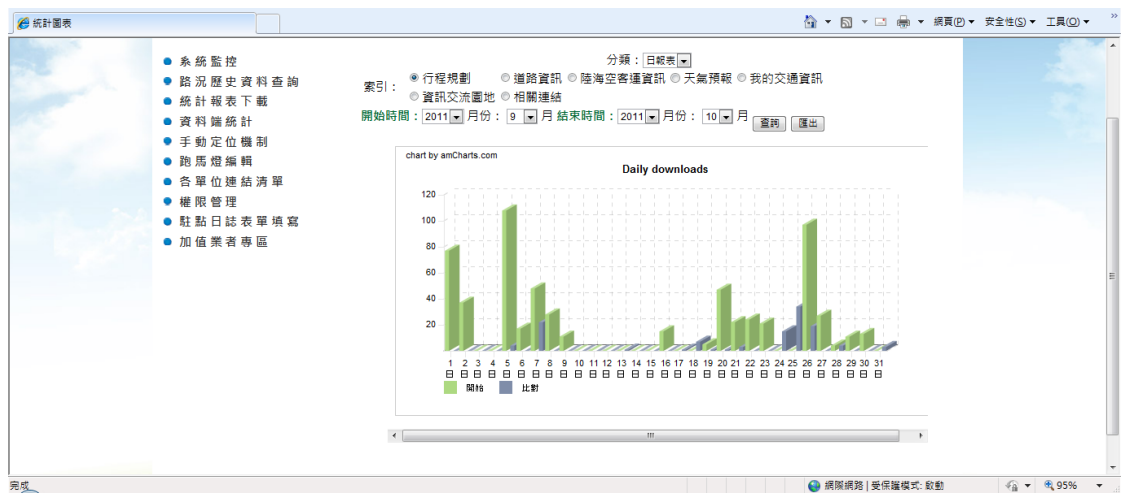 統計圖表
網頁(P) 安全性(S) 工具(O) »
系統監控
路況歷史資料查詢
統計報表下載
資料端統計
手動定位機制
跑馬燈編輯
各單位連結清單
權限管理
駐點日誌表單填寫
加值業者專區
分類：日報表
索引： 行程規劃 道路資訊 陸海空客運資訊 天氣預報 我的交通資訊
資訊交流園地 相關連結
開始時間：2011 月份：9 月 結束時間：2011 月份：10 月 查詢 匯出
chart by amCharts.com
Daily downloads
120
100
80
60
40
20
1 2 3 4 5 6 7 8 9 10 11 12 13 14 15 16 17 18 19 20 21 22 23 24 25 26 27 28 29 30 31
日 日 日 日 日 日 日 日 日 日 日 日 日 日 日 日 日 日 日 日 日 日 日 日 日 日 日 日 日 日 日
開始 比對
完成
網際網路 | 受保護模式: 啟動 95%